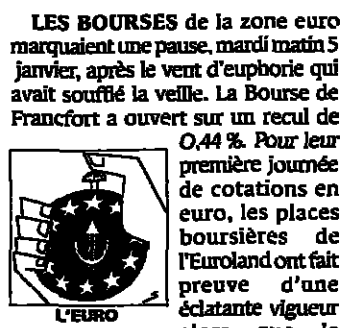 LES BOURSES de la zone euro
marquaient une pause, mardi matin 5
janvier, après le vent d'euphorie qui
avait soufflé la veille. La Bourse de
Francfort a ouvert sur un recul de
0,44 %. Pour leur
première journée
de cotations en
euro, les places
boursières de
l'Euroland ont fait
preuve d'une
éclatante vigueur
L'EURO